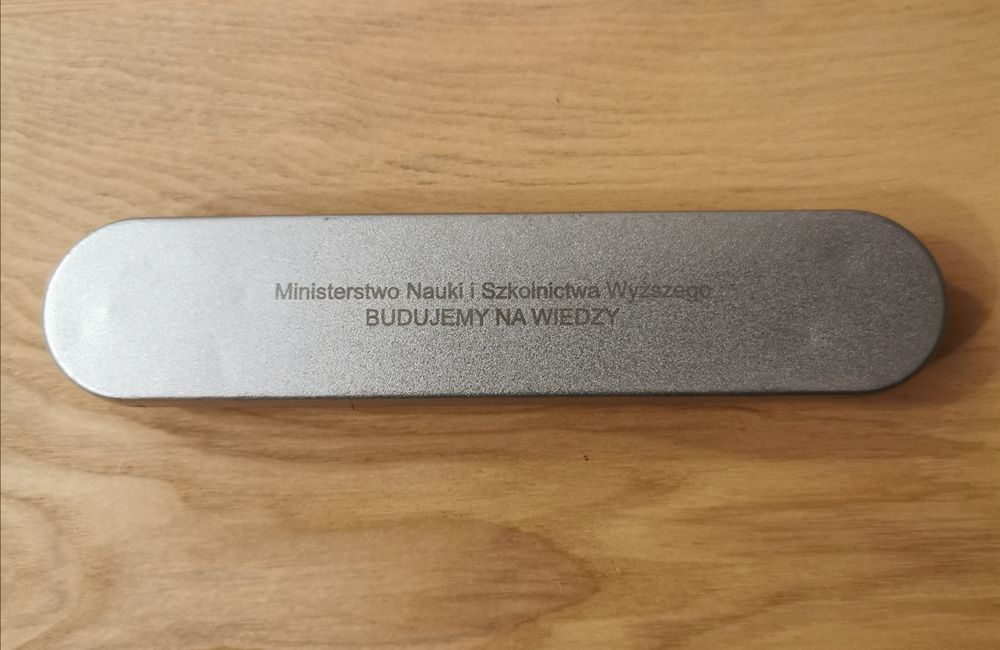 Ministerstwo Nauki i Szkolnictwa Wyższego
BUDUJEMY NA WIEDZY